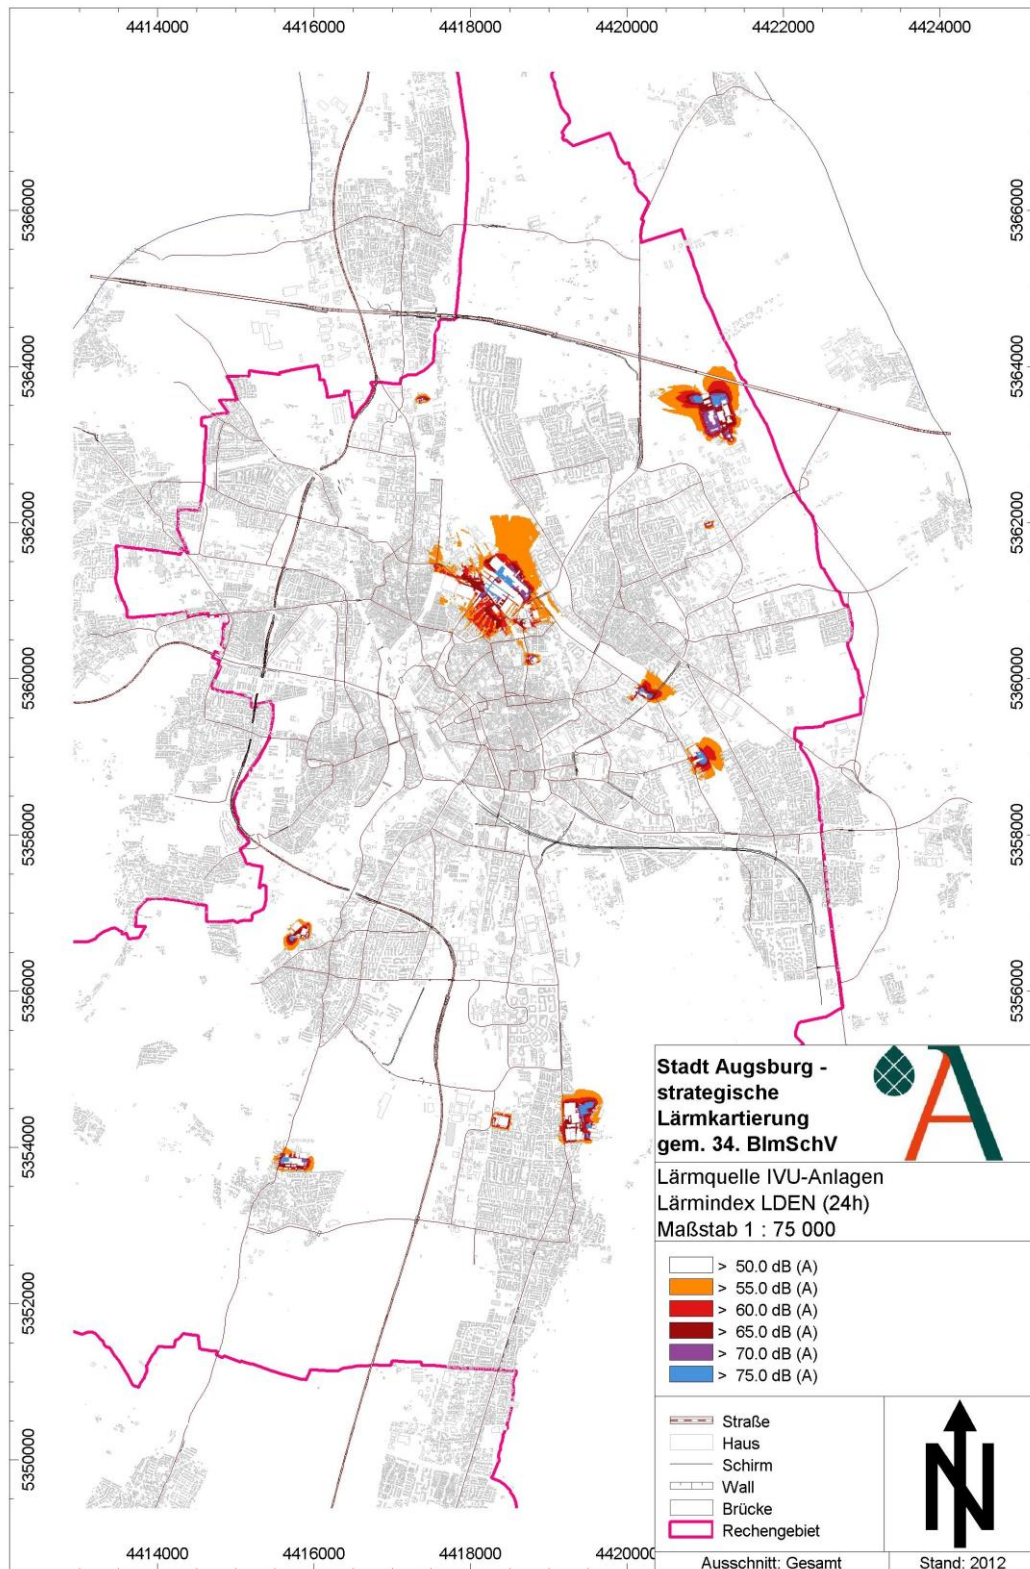 4414000 4416000 4418000 4420000 4422000 4424000
5366000 5366000
5364000 5364000
5362000 5362000
5360000 5360000
5358000 5358000
5356000 5356000
5354000
5352000
5350000
Stadt Augsburg -
strategische
Lärmkartierung
gem. 34. BImSchV
Lärmquelle IVU-Anlagen
Lärmindex LDEN (24h)
Maßstab 1 : 75 000
> 50.0 dB (A)
> 55.0 dB (A)
> 60.0 dB (A)
> 65.0 dB (A)
> 70.0 dB (A)
> 75.0 dB (A)
Straße
Haus
Schirm
Wall
Brücke
Rechengebiet
N
Ausschnitt: Gesamt
Stand: 2012
4414000 4416000 4418000 4420000